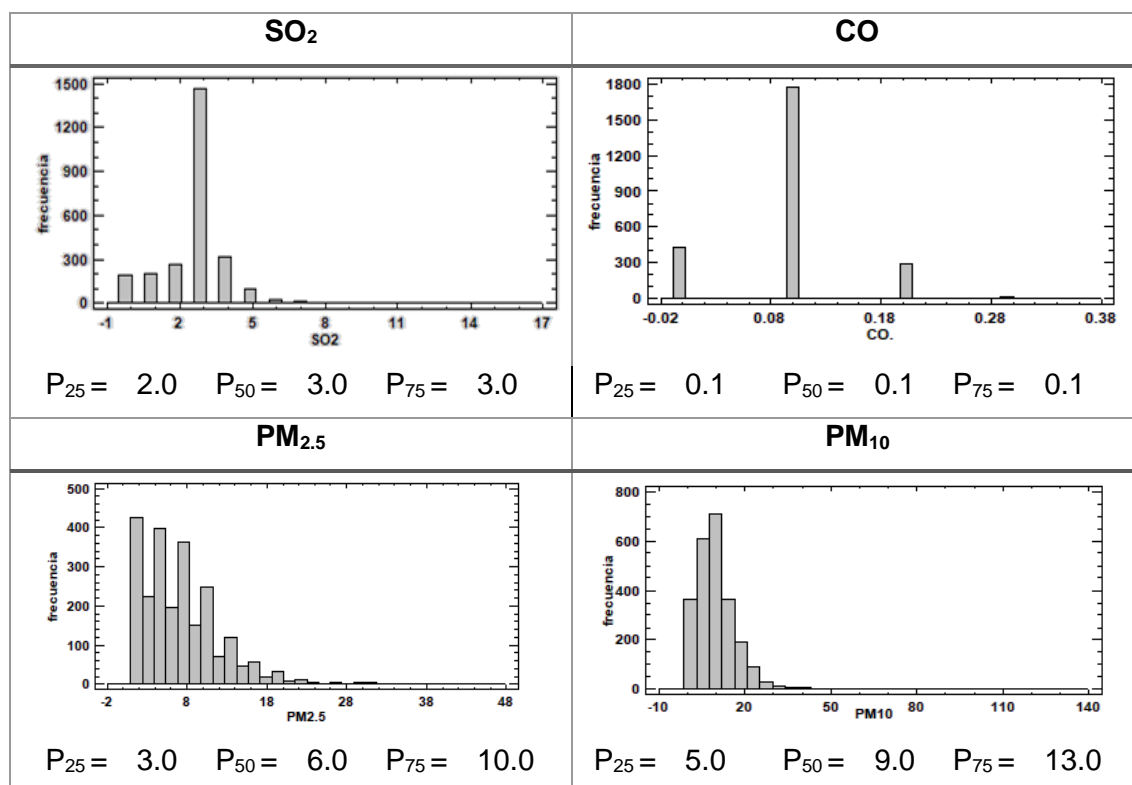 SO₂
CO
1500
1200
900
600
300
0
frecuencia
-1 2 5 8 11 14 17
SO2
1800
1500
1200
900
600
300
0
frecuencia
-0.02 0.08 0.18 0.28 0.38
CO.
P₂₅ = 2.0 P₅₀ = 3.0 P₇₅ = 3.0
P₂₅ = 0.1 P₅₀ = 0.1 P₇₅ = 0.1
PM₂.₅
PM₁₀
500
400
300
200
100
0
frecuencia
-2 8 18 28 38 48
PM2.5
800
600
400
200
0
frecuencia
-10 20 50 80 110 140
PM10
P₂₅ = 3.0 P₅₀ = 6.0 P₇₅ = 10.0
P₂₅ = 5.0 P₅₀ = 9.0 P₇₅ = 13.0